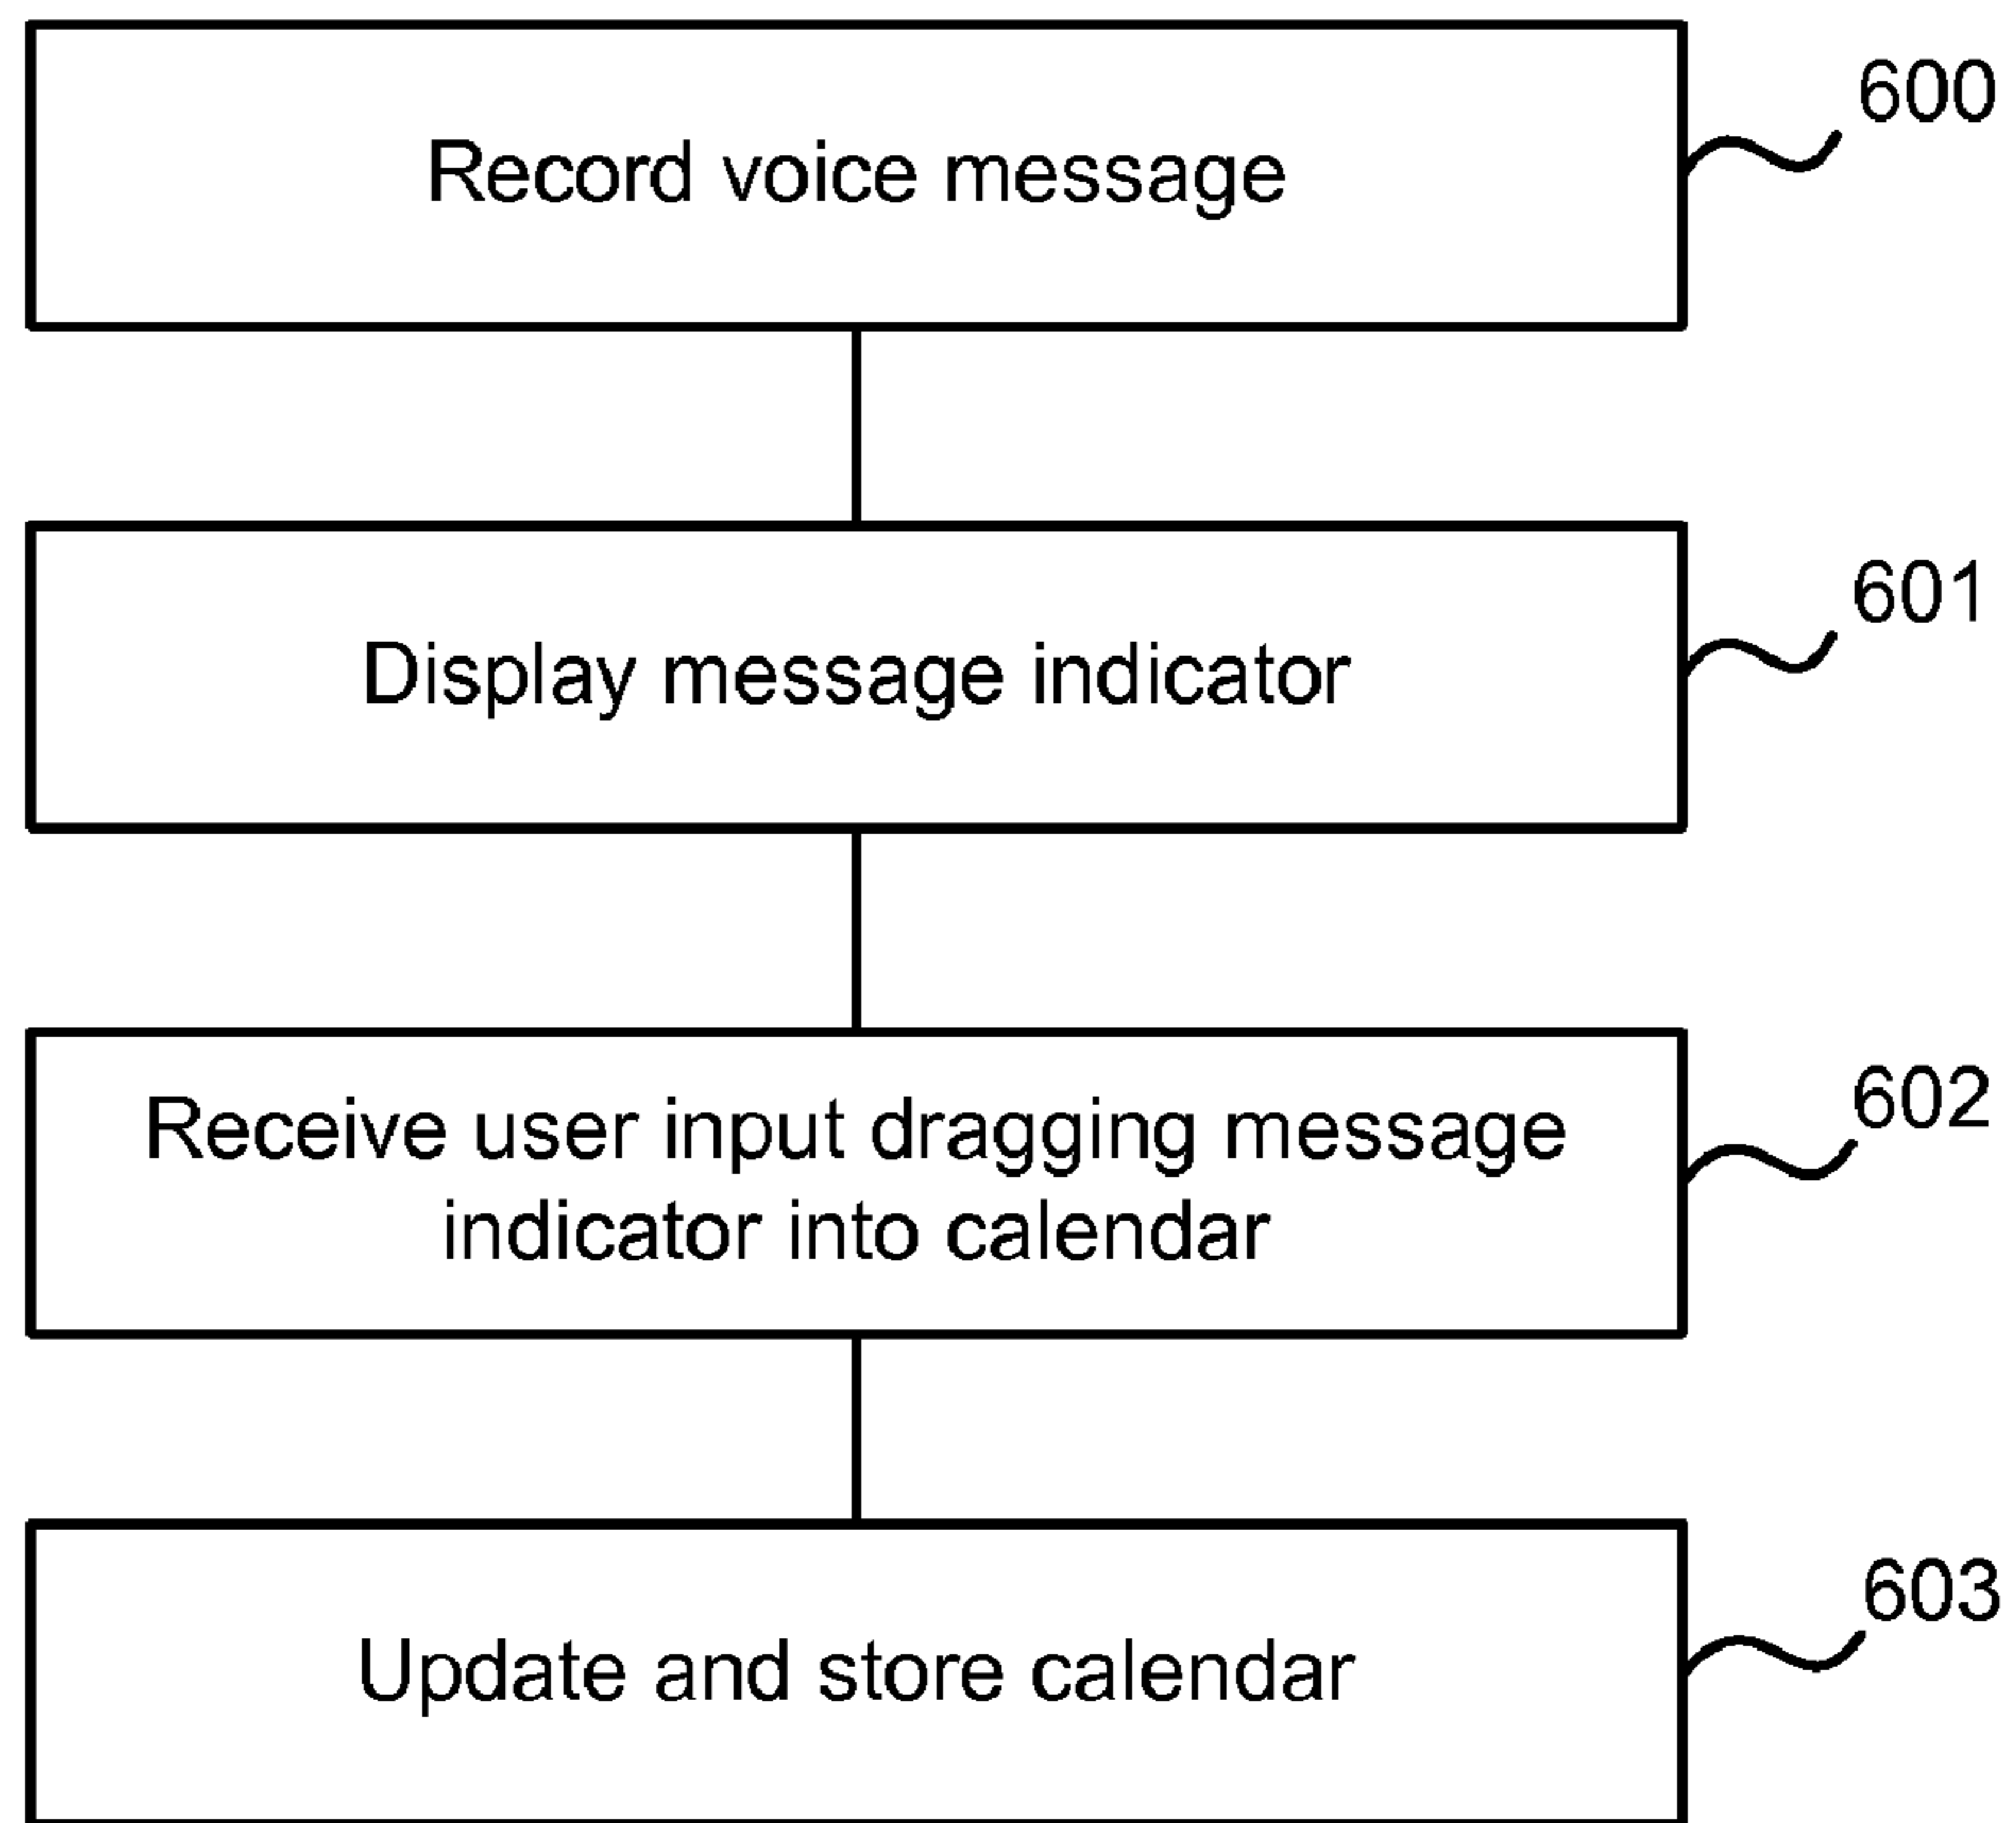 Record voice message
600
Display message indicator
601
Receive user input dragging message
indicator into calendar
602
Update and store calendar
603